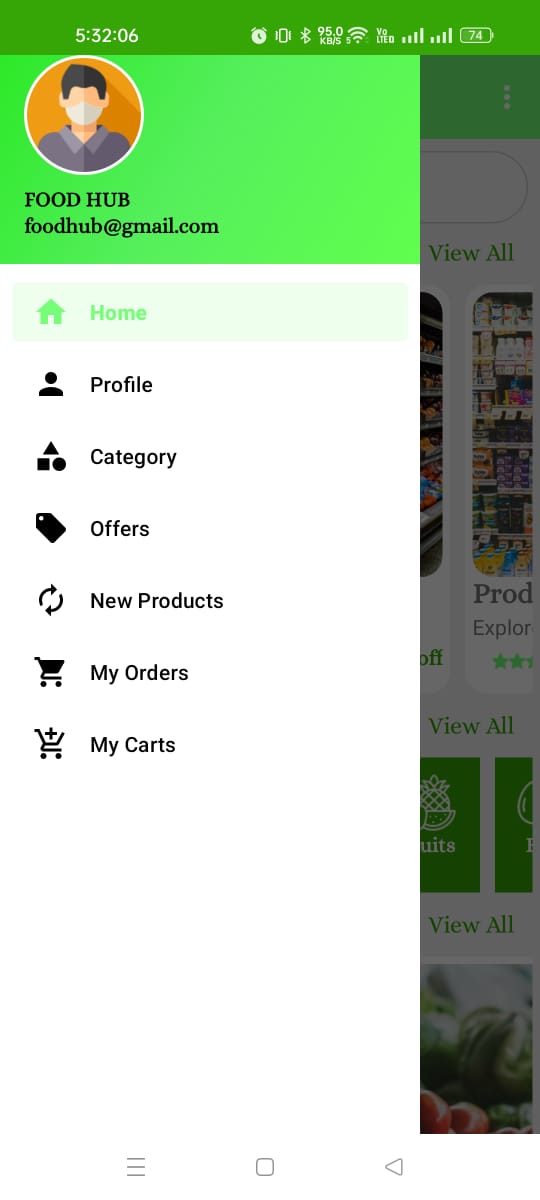 5:32:06
95.0
KB/S
5
Vo
LTE
74
FOOD HUB
foodhub@gmail.com
Home
Profile
Category
Offers
New Products
My Orders
My Carts
View All
Prod
Explor
off
View All
uits
View All